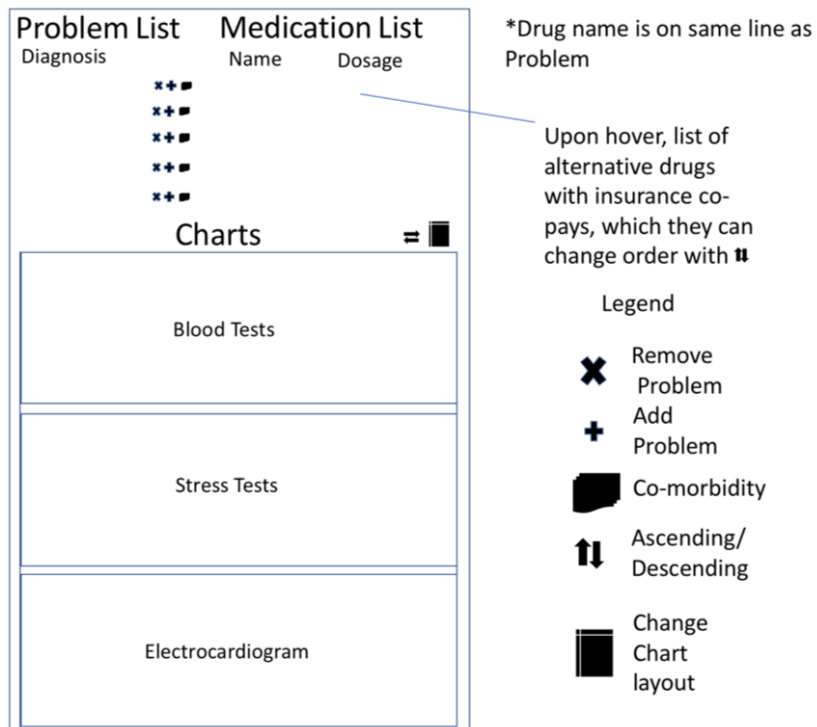 Problem List Medication List
Diagnosis Name Dosage
Charts
Blood Tests
Stress Tests
Electrocardiogram
*Drug name is on same line as
Problem
Upon hover, list of
alternative drugs
with insurance co-
pays, which they can
change order with
Legend
Remove
Problem
Add
Problem
Co-morbidity
Ascending/
Descending
Change
Chart
layout